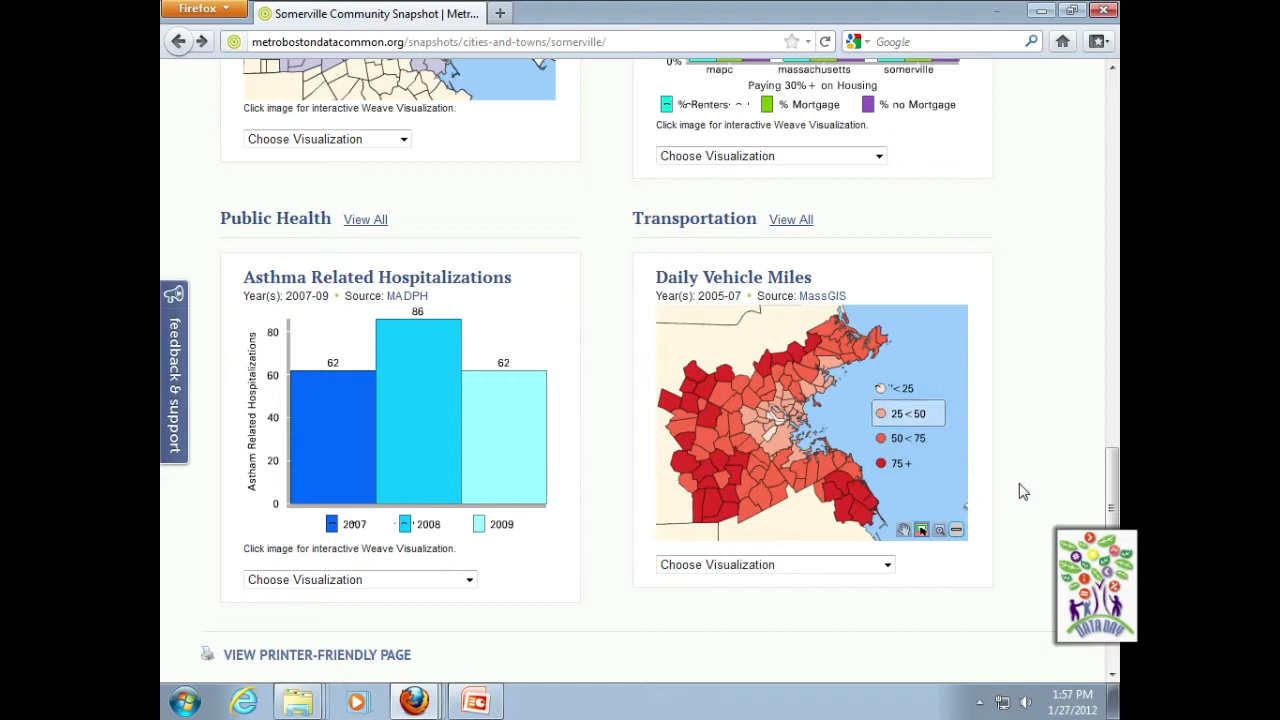 Firefox
Somerville Community Snapshot | Metr...
metrobostondatacommon.org/snapshots/cities-and-towns/somerville/
Google
Click image for interactive Weave Visualization.
Choose Visualization
0%
mapc massachusetts somerville
Paying 30%+ on Housing
% Renters % Mortgage % no Mortgage
Click image for interactive Weave Visualization.
Choose Visualization
Public Health View All
Asthma Related Hospitalizations
Year(s): 2007-09 • Source: MADPH
Astham Related Hospitalizations
80
60
40
20
0
62
86
62
2007 2008 2009
Click image for interactive Weave Visualization.
Choose Visualization
Transportation View All
Daily Vehicle Miles
Year(s): 2005-07 • Source: MassGIS
<25
25<50
50<75
75+
Choose Visualization
feedback & support
VIEW PRINTER-FRIENDLY PAGE
DATA DAY
1:57 PM
1/27/2012